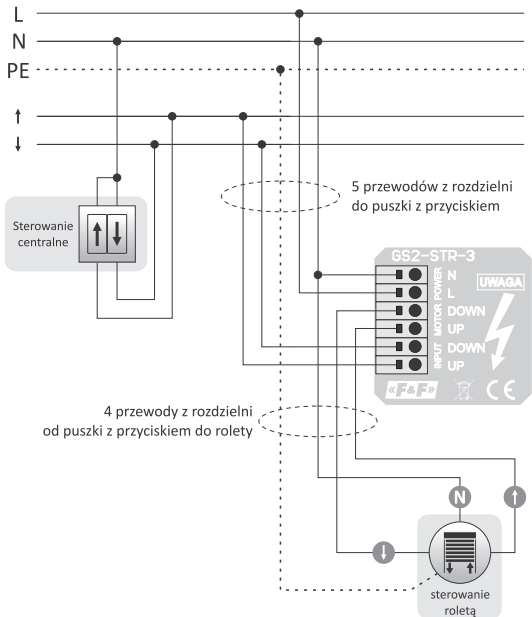 L
N
PE
↑
↓
5 przewodów z rozdzielni
do puszki z przyciskiem
Sterowanie
centralne
GS2-STR-3
POWER
N
L
UWAGA
MOTOR
DOWN
UP
INPUT
DOWN
UP
«F&F»
CE
4 przewody z rozdzielni
od puszki z przyciskiem do rolety
N
↑
↓
sterowanie
roletą